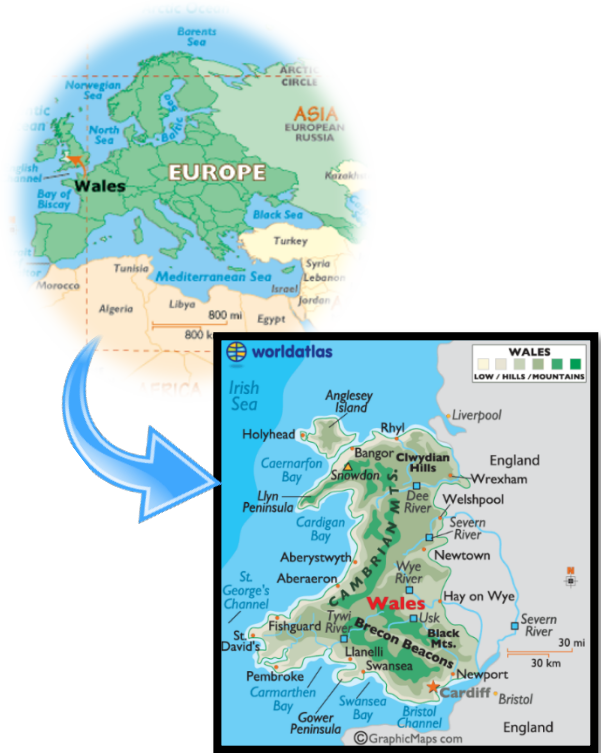 Barents
Sea
ARCTIC
CIRCLE
Norwegian
Sea
ASIA
EUROPEAN
RUSSIA
North
Sea
Baltic
Sea
EUROPE
Wales
Bay of
Biscay
Black Sea
Turkey
Syria
Lebanon
Israel
Jordan
Tunisia
Mediterranean Sea
Morocco
Algeria
Libya
Egypt
800 mi
worldatlas
WALES
LOW / HILLS / MOUNTAINS
Irish
Sea
Anglesey
Island
Liverpool
Holyhead
Rhyl
Bangor
Clwydian
Hills
England
Caernarfon
Bay
Snowdon
Wrexham
Dee
River
Llyn
Peninsula
Welshpool
Cardigan
Bay
CAMBRIAN MTS.
Severn
River
Aberystwyth
Newtown
Wye
River
St.
George's
Channel
Aberaeron
Hay on Wye
Wales
Fishguard
Tywi
River
Usk
Severn
River
St.
David's
Brecon Beacons
Black
Mts.
30 mi
30 km
Llanelli
Swansea
Pembroke
Newport
Carmarthen
Bay
Cardiff
Swansea
Bay
Bristol
Gower
Peninsula
Bristol
Channel
England
©GraphicMaps.com